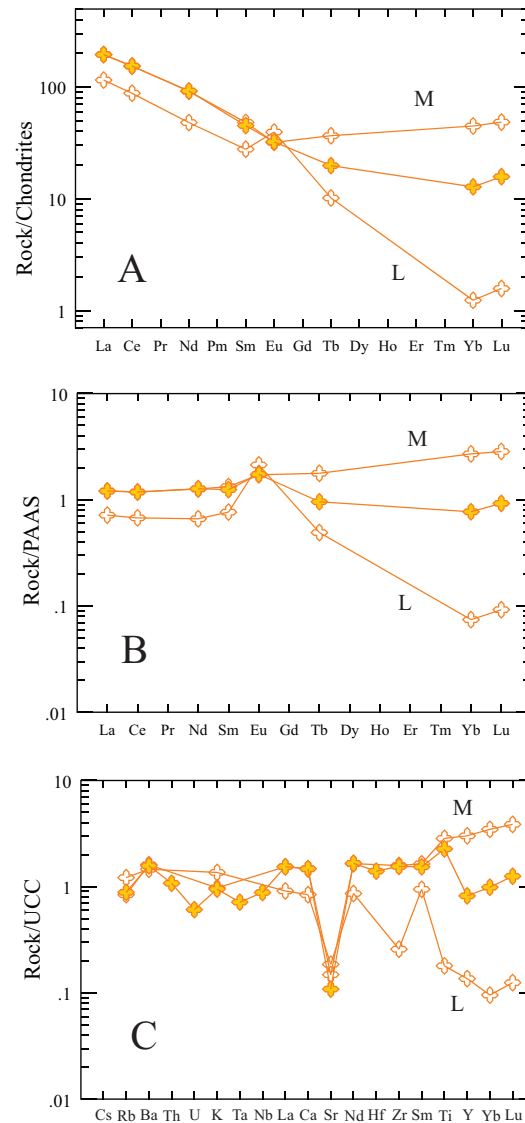 Rock/Chondrites
100
10
1
M
L
A
La Ce Pr Nd Pm Sm Eu Gd Tb Dy Ho Er Tm Yb Lu
Rock/PAAS
10
1
.1
.01
M
L
B
La Ce Pr Nd Sm Eu Gd Tb Dy Ho Er Tm Yb Lu
Rock/UCC
10
1
.1
.01
M
L
C
Cs Rb Ba Th U K Ta Nb La Ca Sr Nd Hf Zr Sm Ti Y Yb Lu